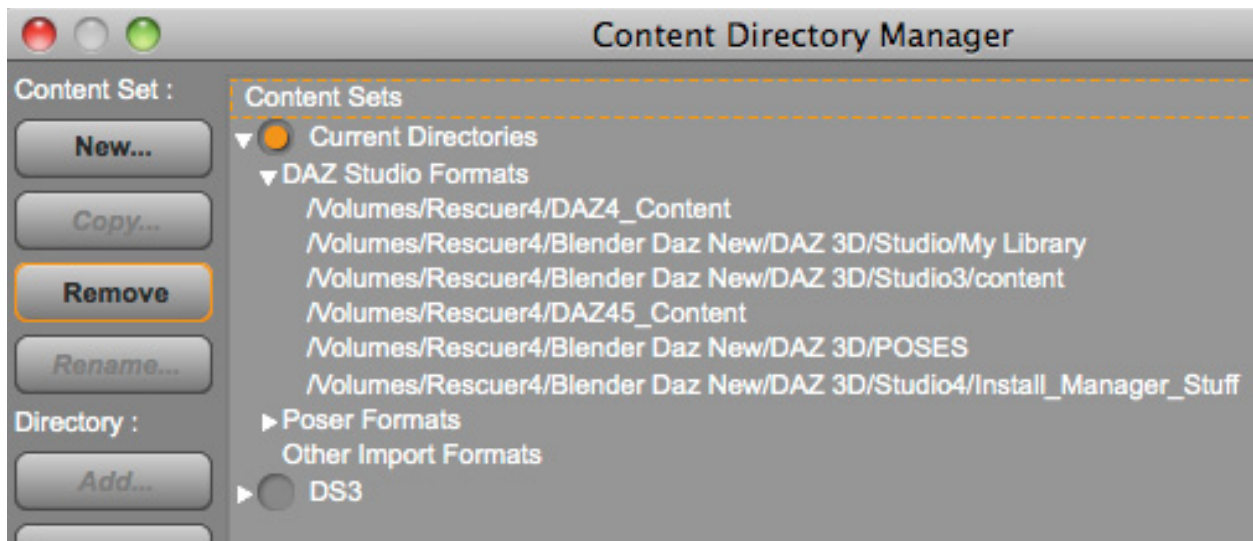 Content Directory Manager
Content Set :
New...
Copy...
Remove
Rename...
Directory :
Add...
Content Sets
Current Directories
DAZ Studio Formats
/Volumes/Rescuer4/DAZ4_Content
/Volumes/Rescuer4/Blender Daz New/DAZ 3D/Studio/My Library
/Volumes/Rescuer4/Blender Daz New/DAZ 3D/Studio3/content
/Volumes/Rescuer4/DAZ45_Content
/Volumes/Rescuer4/Blender Daz New/DAZ 3D/POSES
/Volumes/Rescuer4/Blender Daz New/DAZ 3D/Studio4/Install_Manager_Stuff
Poser Formats
Other Import Formats
DS3